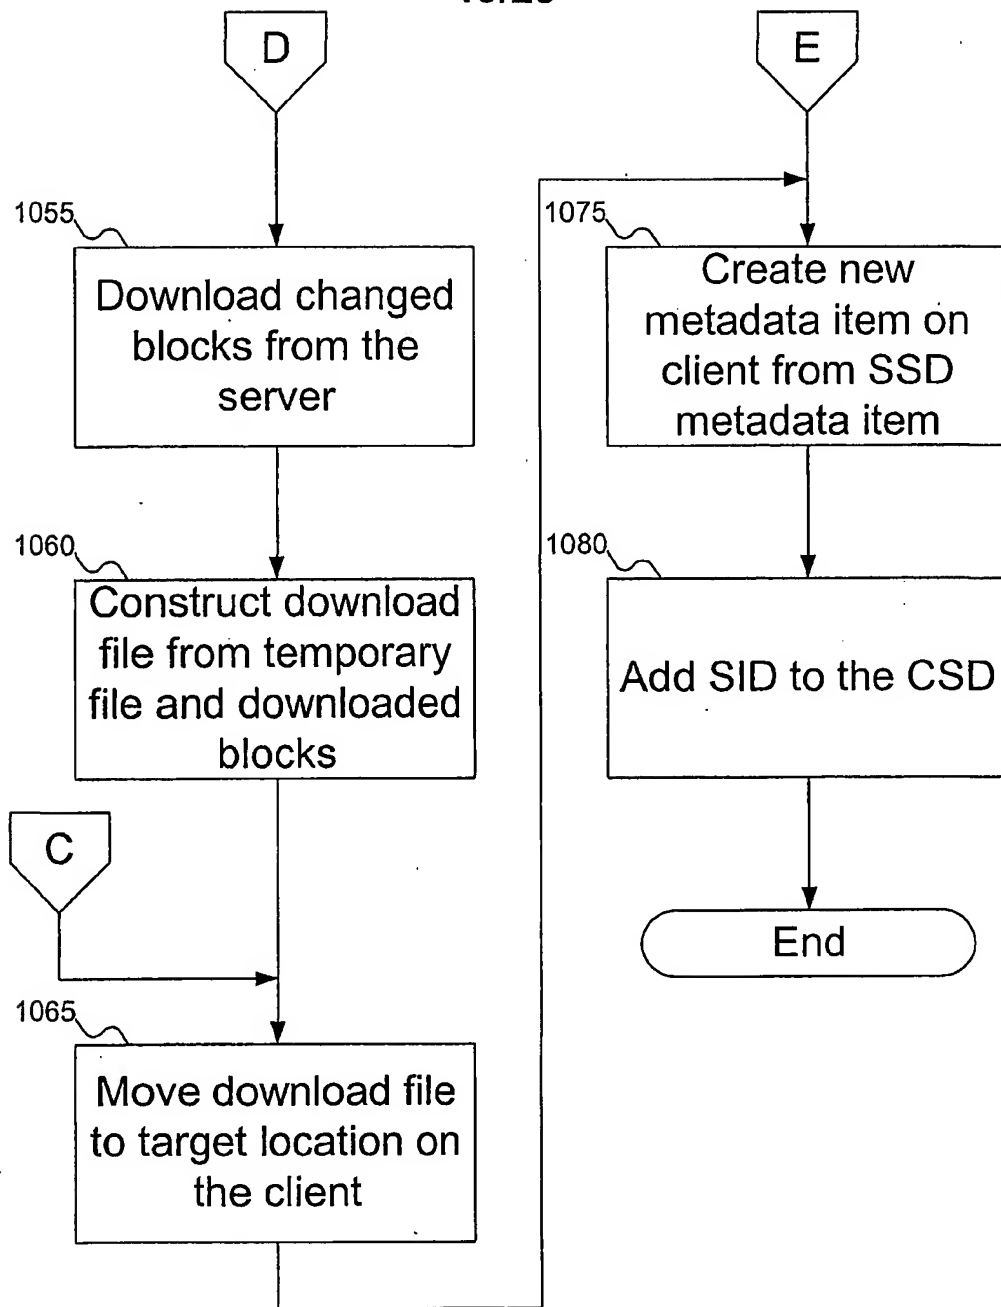 D
1055
Download changed
blocks from the
server
1060
Construct download
file from temporary
file and downloaded
blocks
C
1065
Move download file
to target location on
the client
E
1075
Create new
metadata item on
client from SSD
metadata item
1080
Add SID to the CSD
End